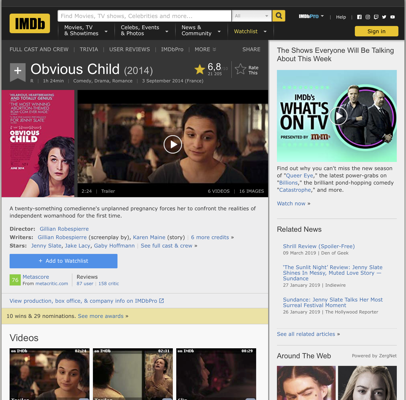 IMDb
Find Movies, TV shows, Celebrities and more...
All
IMDbPro
Help
Movies,
TV
& Showtimes
Celebs, Events
& Photos
News &
Community
Watchlist
Sign in
FULL CAST AND CREW | TRIVIA | USER REVIEWS | IMDbPro | MORE
SHARE
Obvious Child (2014)
6,8
Rate
This
1h 24min | Comedy, Drama, Romance | 3 September 2014 (France)
THE MOST WINNING
OBVIOUS
CHILD
2:24 | Trailer
6 VIDEOS | 16 IMAGES
A twenty-something comedienne's unplanned pregnancy forces her to confront the realities of
independent womanhood for the first time.
Director: Gillian Robespierre
Writers: Gillian Robespierre (screenplay by), Karen Maine (story) | 6 more credits »
Stars: Jenny Slate, Jake Lacy, Gaby Hoffmann | See full cast & crew »
+ Add to Watchlist
76
Metascore
From metacritic.com
Reviews
87 user | 158 critic
View production, box office, & company info on IMDbPro
10 wins & 29 nominations. See more awards »
Videos
The Shows Everyone Will Be Talking
About This Week
IMDb's
WHAT'S
ON TV
PRESENTED BY
Find out why you can't miss the new season
of "Queer Eye," the latest power-grabs on
"Billions," the brilliant pond-hopping comedy
"Catastrophe," and more.
Watch now »
Related News
Shrill Review (Spoiler-Free)
09 March 2019 | Den of Geek
'The Sunlit Night' Review: Jenny Slate
Shines In Messy, Muted Love Story —
Sundance
27 January 2019 | Indiewire
Sundance: Jenny Slate Talks Her Most
Surreal Festival Moment
26 January 2019 | The Hollywood Reporter
See all related articles »
Around The Web
Powered by ZergNet